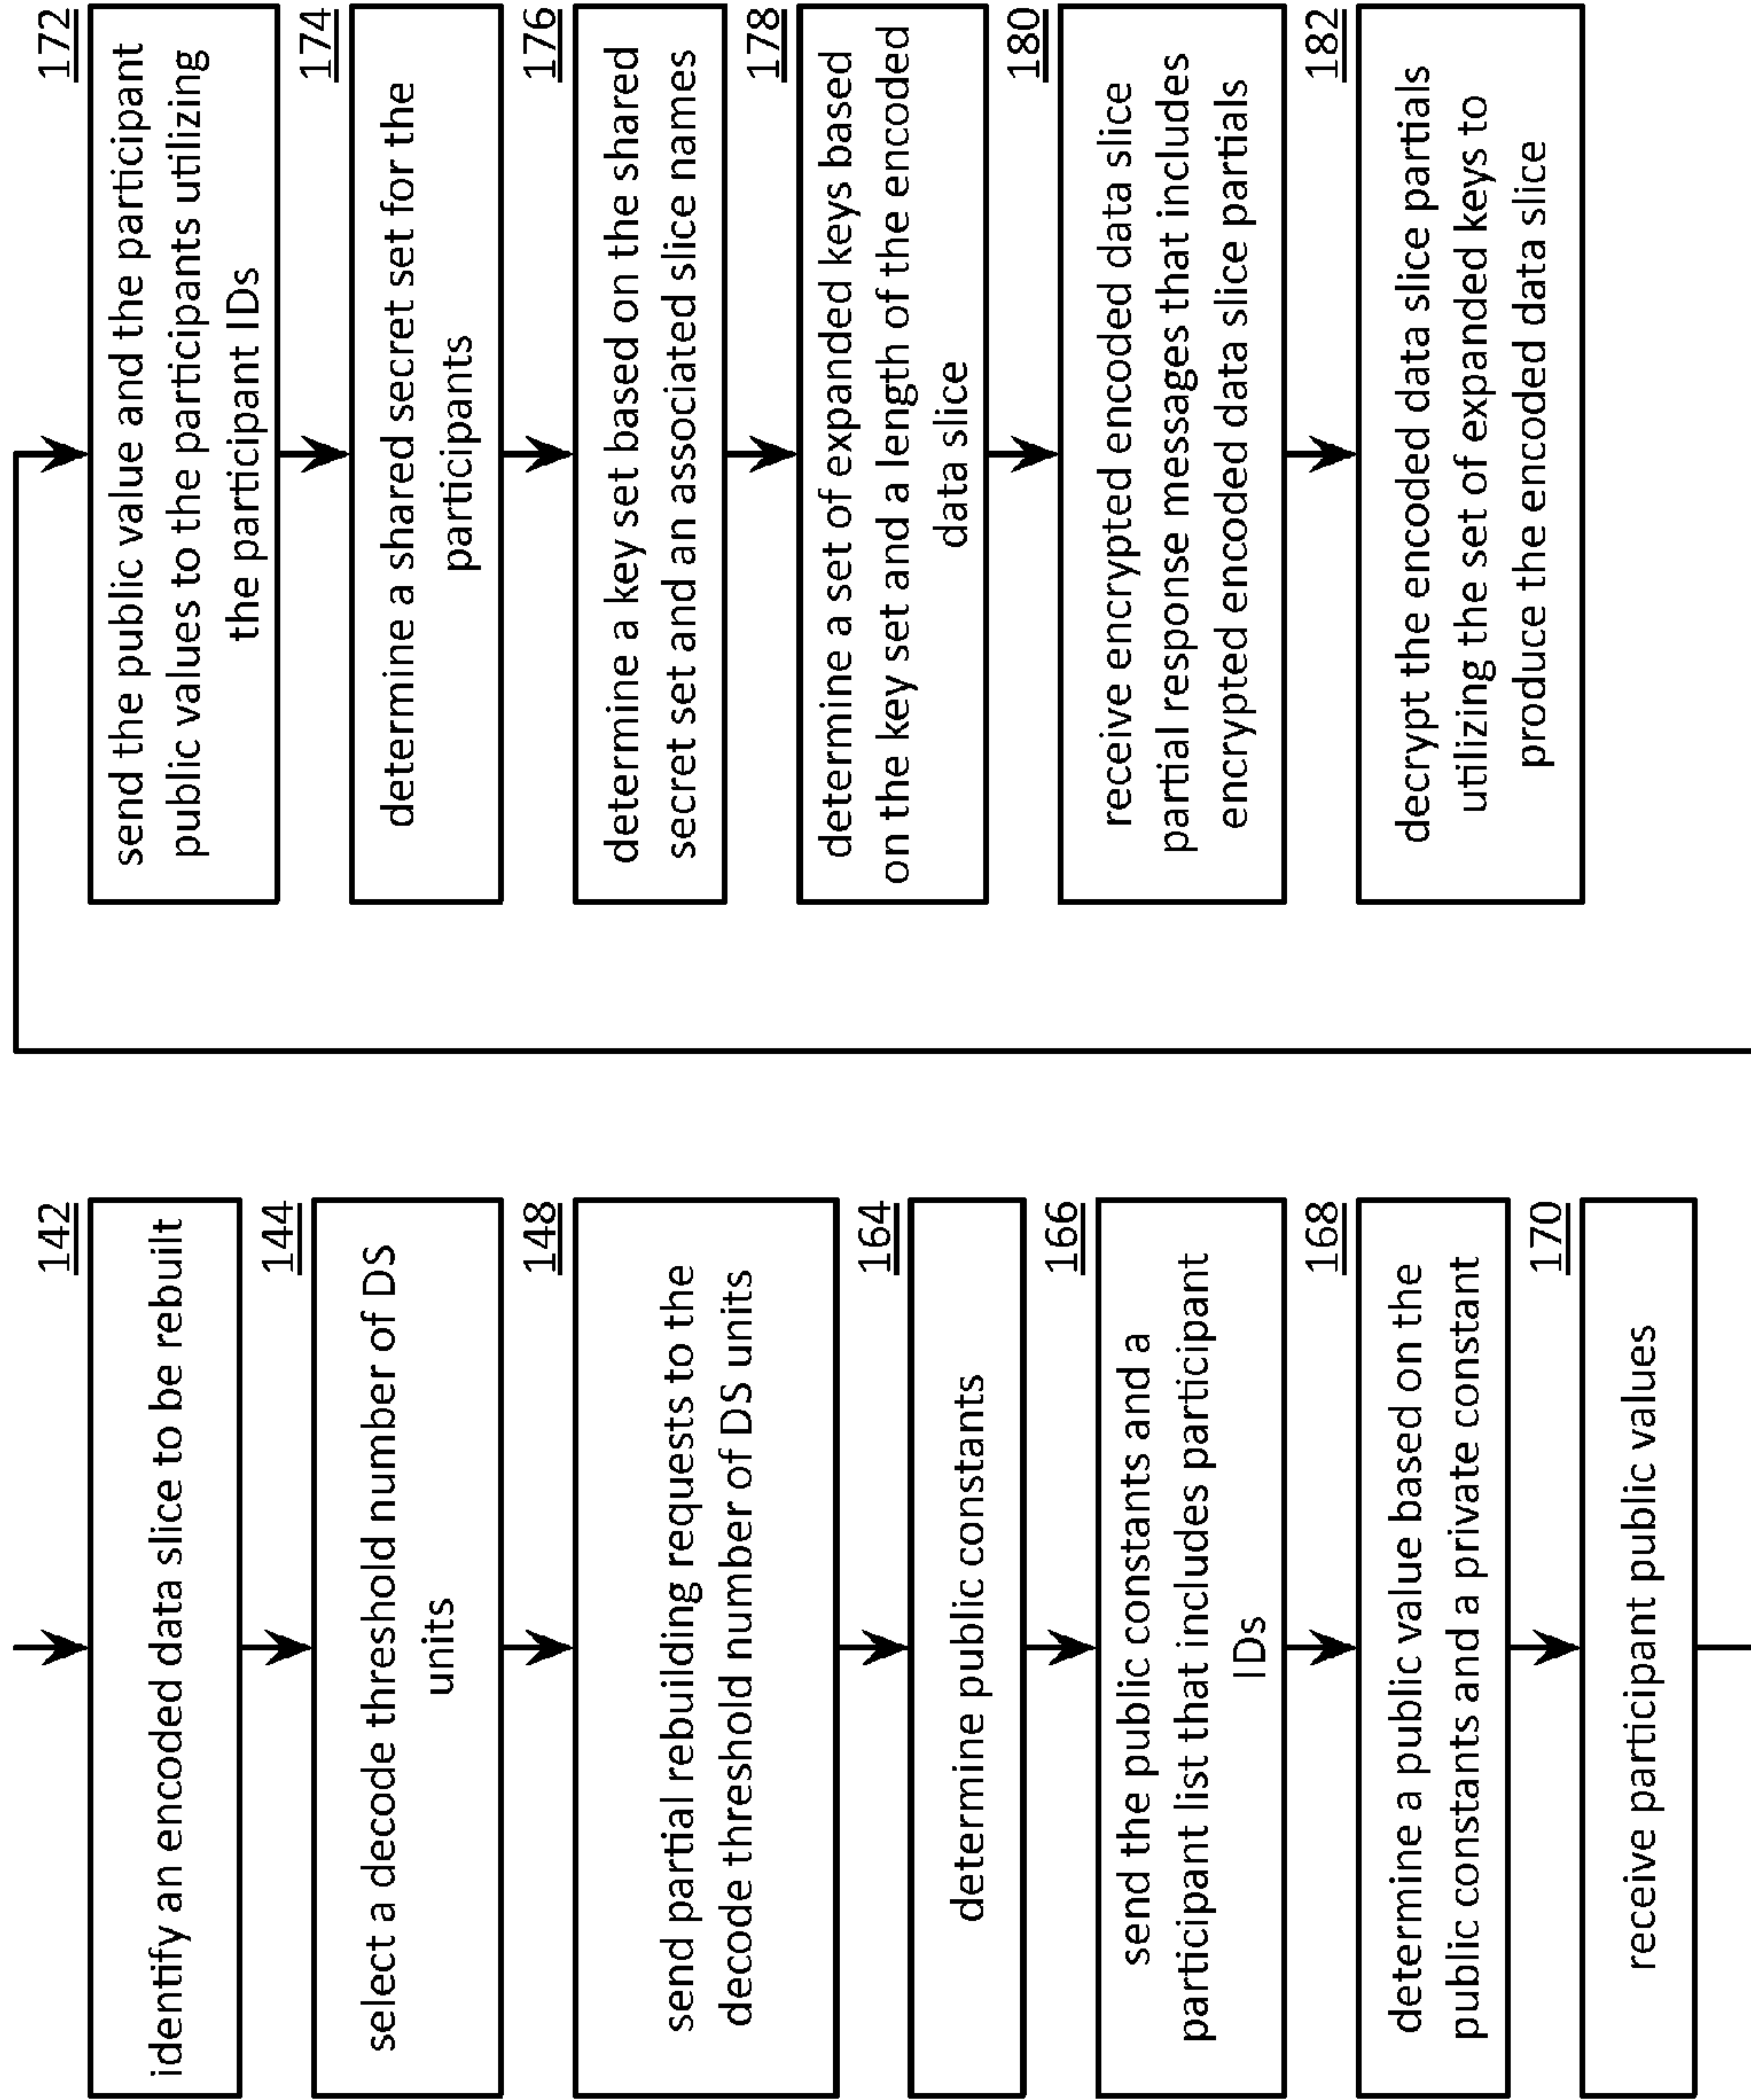 142
identify an encoded data slice to be rebuilt
144
select a decode threshold number of DS
units
148
send partial rebuilding requests to the
decode threshold number of DS units
164
determine public constants
166
send the public constants and a
participant list that includes participant
IDs
168
determine a public value based on the
public constants and a private constant
170
receive participant public values
172
send the public value and the participant
public values to the participants utilizing
the participant IDs
174
determine a shared secret set for the
participants
176
determine a key set based on the shared
secret set and an associated slice names
178
determine a set of expanded keys based
on the key set and a length of the encoded
data slice
180
receive encrypted encoded data slice
partial response messages that includes
encrypted encoded data slice partials
182
decrypt the encoded data slice partials
utilizing the set of expanded keys to
produce the encoded data slice